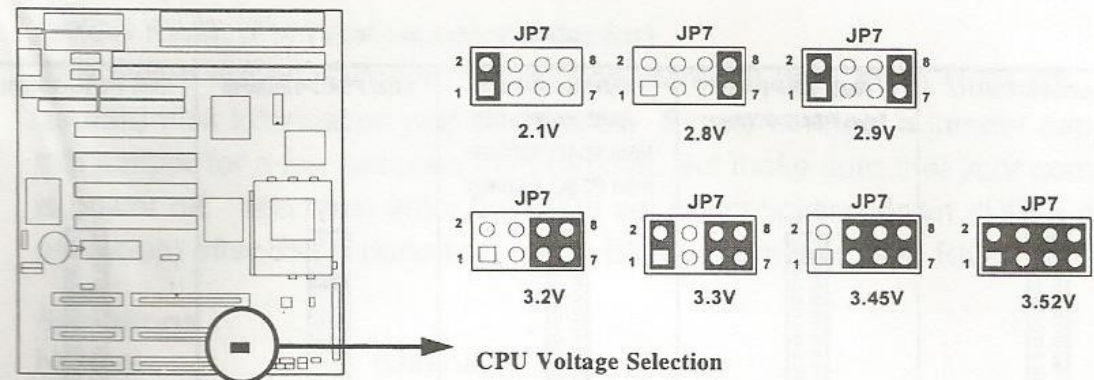 JP7
2 8
1 7
2.1V
JP7
2 8
1 7
2.8V
JP7
2 8
1 7
2.9V
JP7
2 8
1 7
3.2V
JP7
2 8
1 7
3.3V
JP7
2 8
1 7
3.45V
JP7
2
3.52V
CPU Voltage Selection